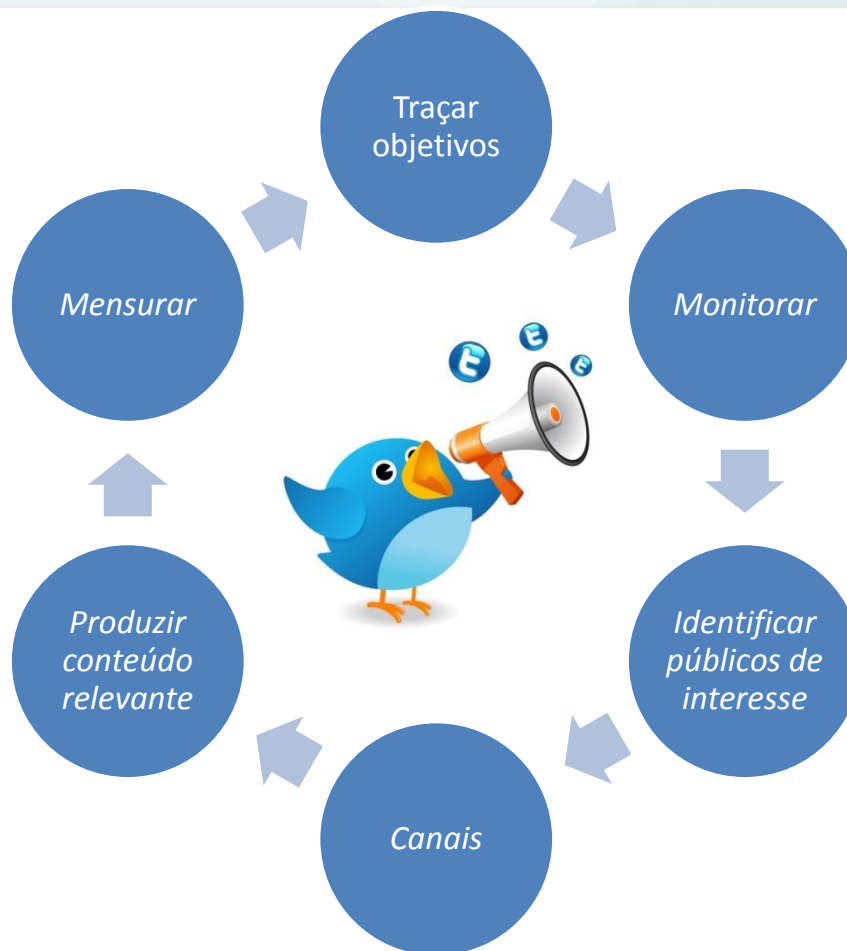 Traçar
objetivos
Monitorar
Identificar
públicos de
interesse
Canais
Produzir
conteúdo
relevante
Mensurar
t
t
t